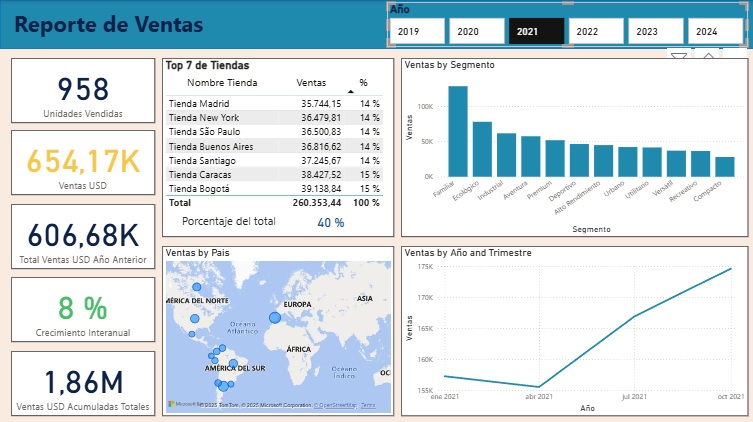 Reporte de Ventas
Año
2019
2020
2021
2022
2023
2024
958
Unidades Vendidas
654,17K
Ventas USD
606,68K
Total Ventas USD Año Anterior
8 %
Crecimiento Interanual
1,86M
Ventas USD Acumuladas Totales
Top 7 de Tiendas
Nombre Tienda Ventas %
Tienda Madrid 35.744,15 14 %
Tienda New York 36.479,81 14 %
Tienda São Paulo 36.500,83 14 %
Tienda Buenos Aires 36.816,62 14 %
Tienda Santiago 37.245,67 14 %
Tienda Caracas 38.427,52 15 %
Tienda Bogotá 39.138,84 15 %
Total 260.353,44 100 %
Porcentaje del total 40 %
Ventas by Segmento
Ventas
100K
50K
0K
Familiar
Ecológico
Industrial
Aventura
Premium
Deportivo
Alto Rendimiento
Urbano
Utilitario
Versátil
Recreativo
Compacto
Segmento
Ventas by Pais
MÉRICA DEL NORTE
EUROPA
ASIA
Océano
Atlántico
ÁFRICA
AMÉRICA DEL SUR
Océano
Índico
OC
© 2025 TomTom, © 2025 Microsoft Corporation, © OpenStreetMap Terms
Ventas by Año and Trimestre
Ventas
175K
170K
165K
160K
155K
ene 2021
abr 2021
jul 2021
oct 2021
Año